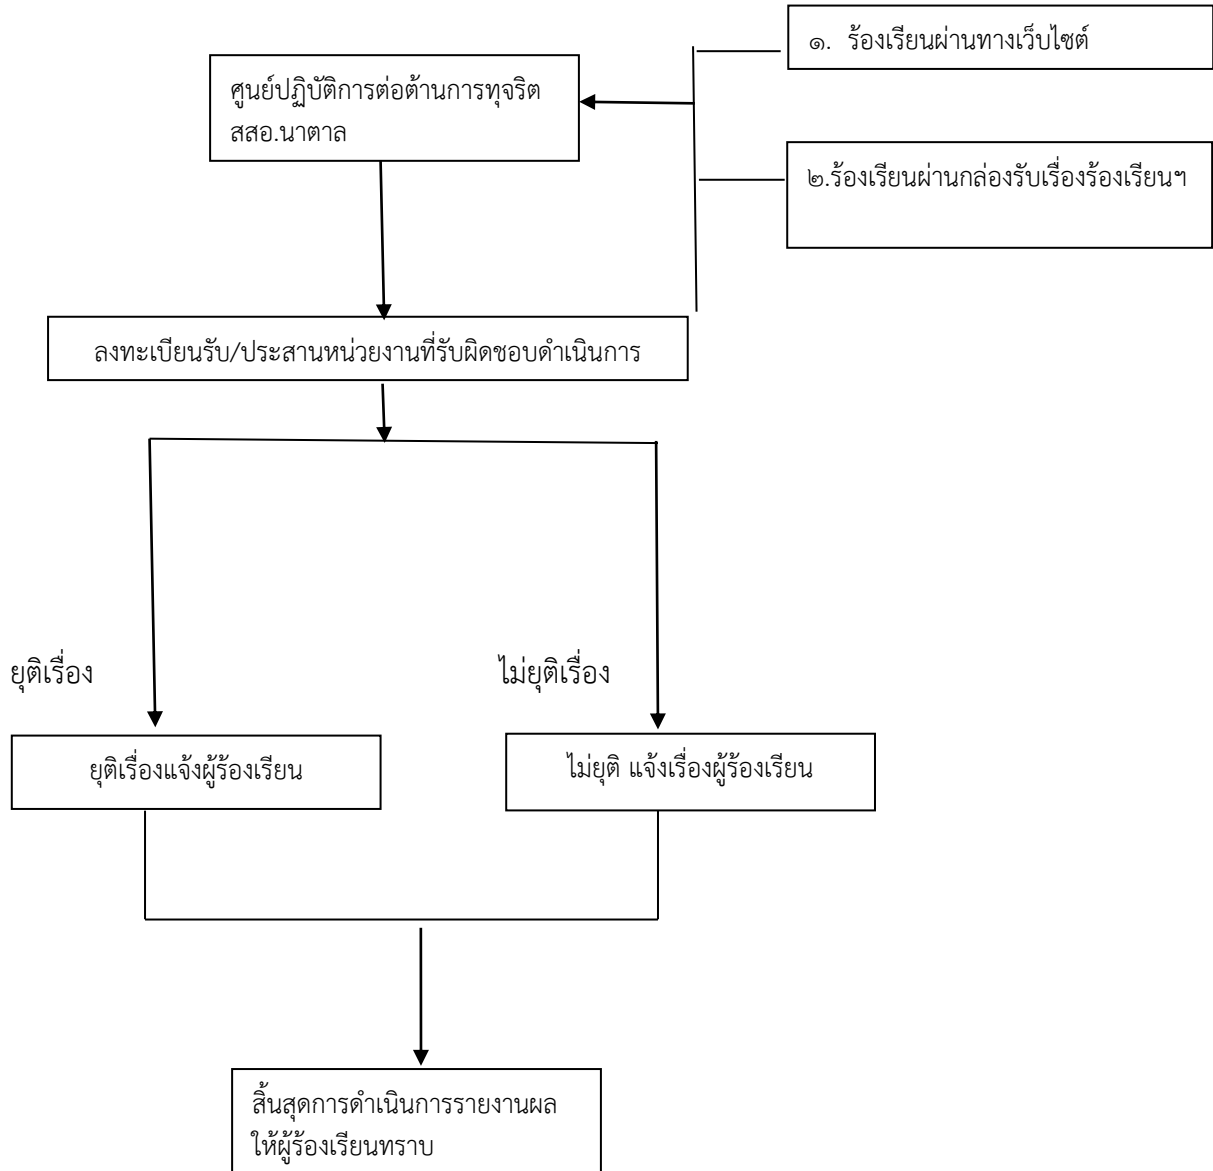 ๑. ร้องเรียนผ่านทางเว็บไซต์
ศูนย์ปฏิบัติการต่อต้านการทุจริต
สสอ.นาตาล
๒.ร้องเรียนผ่านกล่องรับเรื่องร้องเรียนฯ
ลงทะเบียนรับ/ประสานหน่วยงานที่รับผิดชอบดำเนินการ
ยุติเรื่อง
ไม่ยุติเรื่อง
ยุติเรื่องแจ้งผู้ร้องเรียน
ไม่ยุติ แจ้งเรื่องผู้ร้องเรียน
สิ้นสุดการดำเนินการรายงานผล
ให้ผู้ร้องเรียนทราบ